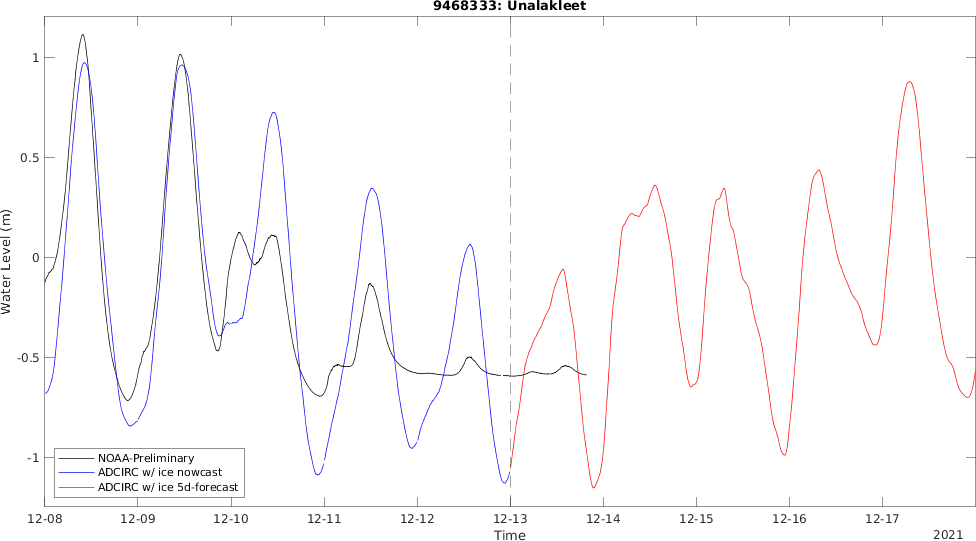 9468333: Unalakleet
Water Level (m)
1
0.5
0
-0.5
-1
NOAA-Preliminary
ADCIRC w/ ice nowcast
ADCIRC w/ ice 5d-forecast
12-08 12-09 12-10 12-11 12-12 12-13 12-14 12-15 12-16 12-17
Time
2021